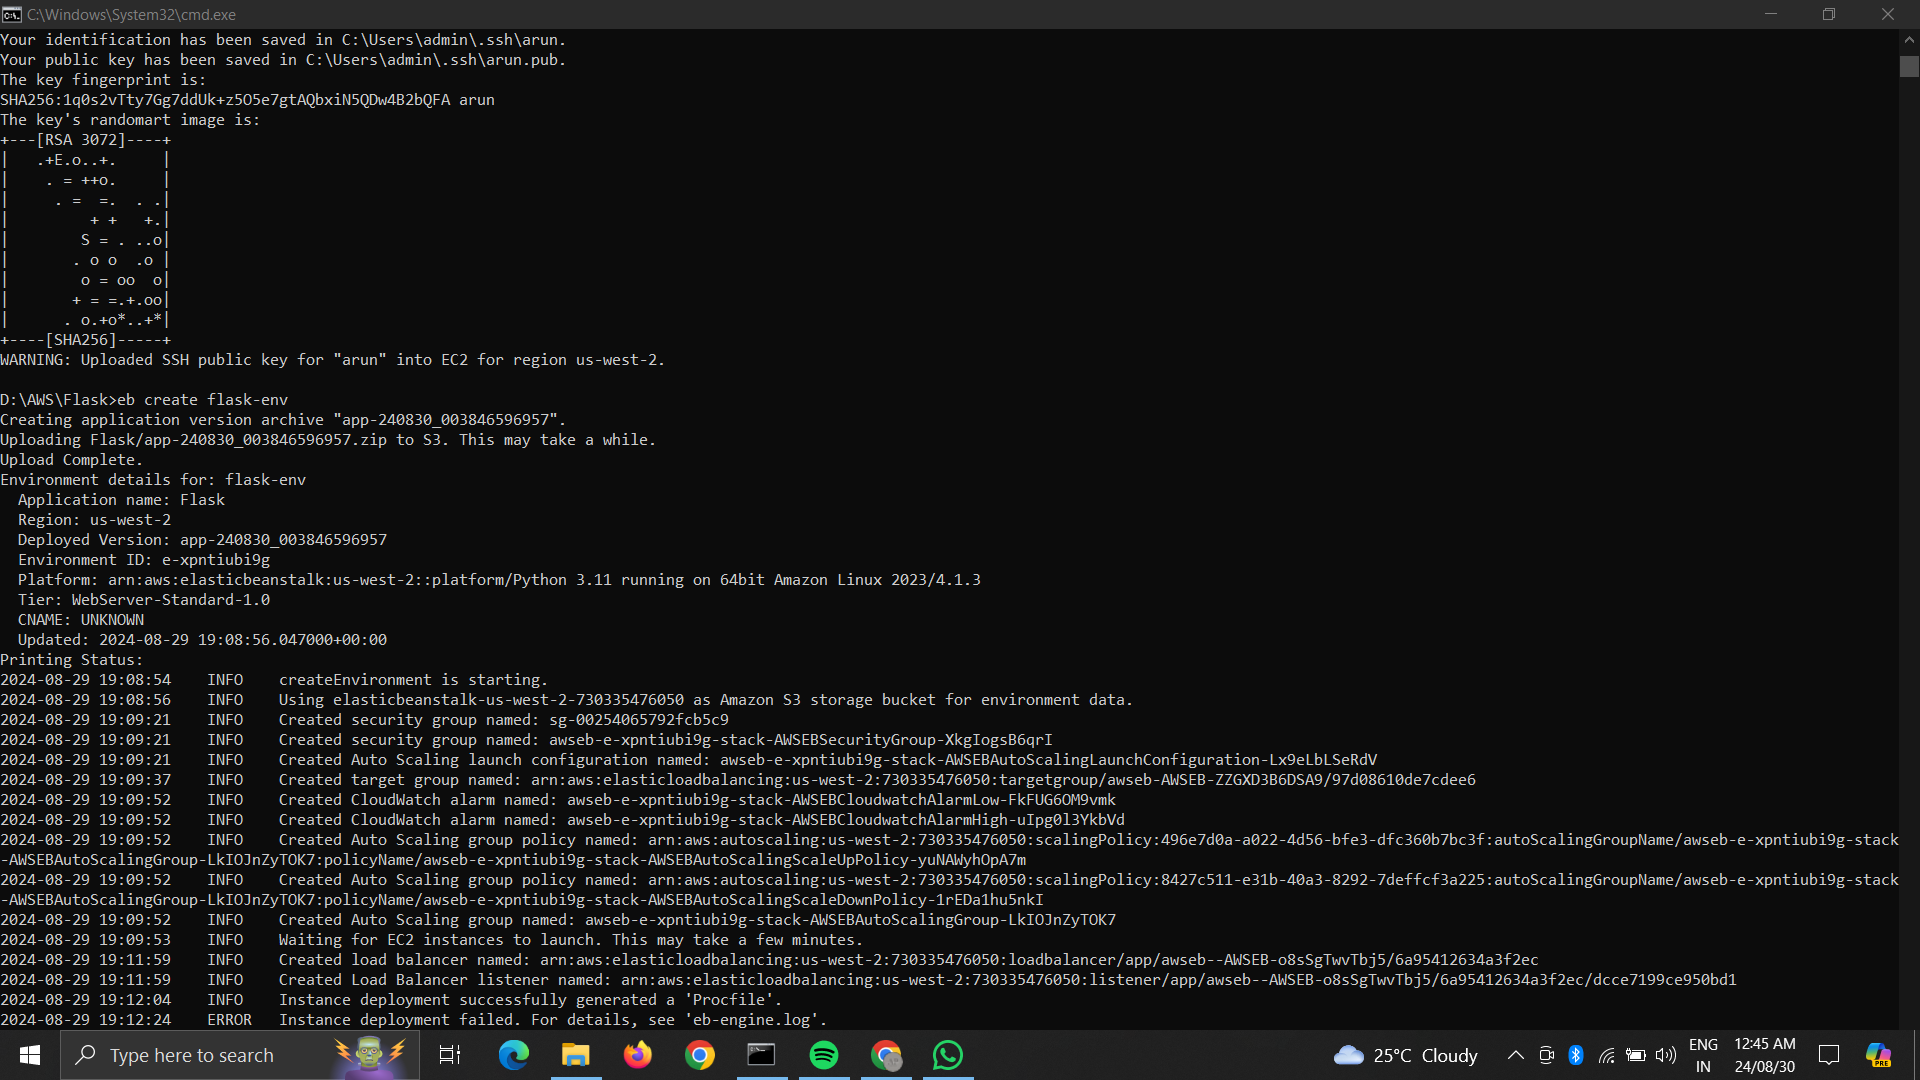 C:\Windows\System32\cmd.exe
Your identification has been saved in C:\Users\admin\.ssh\arun.
Your public key has been saved in C:\Users\admin\.ssh\arun.pub.
The key fingerprint is:
SHA256:1q0s2vTty7Gg7ddUk+z5O5e7gtAQbxiN5QDw4B2bQFA arun
The key's randomart image is:
+---[RSA 3072]----+
|   .+E.o..+.     |
|    . = ++o.     |
|     . =  =.  . .|
|         + +   +.|
|        S = . ..o|
|       . o o  .o |
|        o = oo  o|
|       + = =.+.oo|
|      . o.+o*..+*|
+----[SHA256]-----+
WARNING: Uploaded SSH public key for "arun" into EC2 for region us-west-2.
D:\AWS\Flask>eb create flask-env
Creating application version archive "app-240830_003846596957".
Uploading Flask/app-240830_003846596957.zip to S3. This may take a while.
Upload Complete.
Environment details for: flask-env
  Application name: Flask
  Region: us-west-2
  Deployed Version: app-240830_003846596957
  Environment ID: e-xpntiubi9g
  Platform: arn:aws:elasticbeanstalk:us-west-2::platform/Python 3.11 running on 64bit Amazon Linux 2023/4.1.3
  Tier: WebServer-Standard-1.0
  CNAME: UNKNOWN
  Updated: 2024-08-29 19:08:56.047000+00:00
Printing Status:
2024-08-29 19:08:54    INFO    createEnvironment is starting.
2024-08-29 19:08:56    INFO    Using elasticbeanstalk-us-west-2-730335476050 as Amazon S3 storage bucket for environment data.
2024-08-29 19:09:21    INFO    Created security group named: sg-00254065792fcb5c9
2024-08-29 19:09:21    INFO    Created security group named: awseb-e-xpntiubi9g-stack-AWSEBSecurityGroup-XkgIogsB6qrI
2024-08-29 19:09:21    INFO    Created Auto Scaling launch configuration named: awseb-e-xpntiubi9g-stack-AWSEBAutoScalingLaunchConfiguration-Lx9eLbLSeRdV
2024-08-29 19:09:37    INFO    Created target group named: arn:aws:elasticloadbalancing:us-west-2:730335476050:targetgroup/awseb-AWSEB-ZZGXD3B6DSA9/97d08610de7cdee6
2024-08-29 19:09:52    INFO    Created CloudWatch alarm named: awseb-e-xpntiubi9g-stack-AWSEBCloudwatchAlarmLow-FkFUG6OM9vmk
2024-08-29 19:09:52    INFO    Created CloudWatch alarm named: awseb-e-xpntiubi9g-stack-AWSEBCloudwatchAlarmHigh-uIpg0l3YkbVd
2024-08-29 19:09:52    INFO    Created Auto Scaling group policy named: arn:aws:autoscaling:us-west-2:730335476050:scalingPolicy:496e7d0a-a022-4d56-bfe3-dfc360b7bc3f:autoScalingGroupName/awseb-e-xpntiubi9g-stack
-AWSEBAutoScalingGroup-LkIOJnZyTOK7:policyName/awseb-e-xpntiubi9g-stack-AWSEBAutoScalingScaleUpPolicy-yuNAWyhOpA7m
2024-08-29 19:09:52    INFO    Created Auto Scaling group policy named: arn:aws:autoscaling:us-west-2:730335476050:scalingPolicy:8427c511-e31b-40a3-8292-7deffcf3a225:autoScalingGroupName/awseb-e-xpntiubi9g-stack
-AWSEBAutoScalingGroup-LkIOJnZyTOK7:policyName/awseb-e-xpntiubi9g-stack-AWSEBAutoScalingScaleDownPolicy-1rEDa1hu5nkI
2024-08-29 19:09:52    INFO    Created Auto Scaling group named: awseb-e-xpntiubi9g-stack-AWSEBAutoScalingGroup-LkIOJnZyTOK7
2024-08-29 19:09:53    INFO    Waiting for EC2 instances to launch. This may take a few minutes.
2024-08-29 19:11:59    INFO    Created load balancer named: arn:aws:elasticloadbalancing:us-west-2:730335476050:loadbalancer/app/awseb--AWSEB-o8sSgTwvTbj5/6a95412634a3f2ec
2024-08-29 19:11:59    INFO    Created Load Balancer listener named: arn:aws:elasticloadbalancing:us-west-2:730335476050:listener/app/awseb--AWSEB-o8sSgTwvTbj5/6a95412634a3f2ec/dcce7199ce950bd1
2024-08-29 19:12:04    INFO    Instance deployment successfully generated a 'Procfile'.
2024-08-29 19:12:24    ERROR   Instance deployment failed. For details, see 'eb-engine.log'.
Type here to search
25°C Cloudy
ENG
IN
12:45 AM
24/08/30
PRE